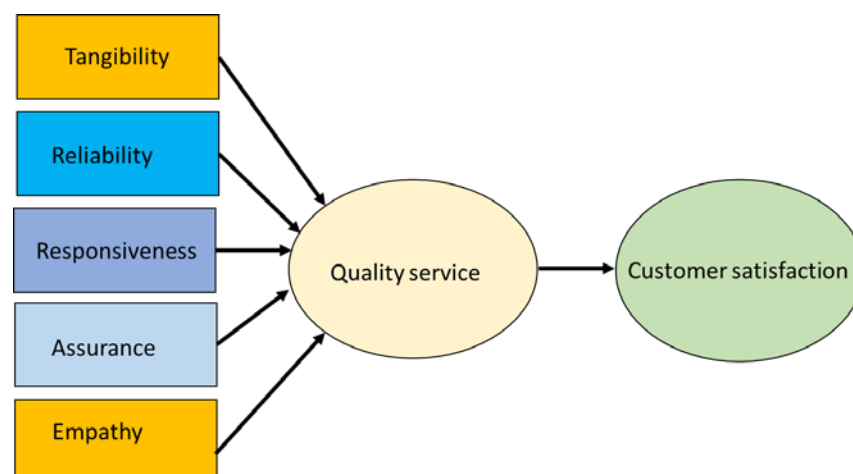 Tangibility
Reliability
Responsiveness
Assurance
Empathy
Quality service
Customer satisfaction